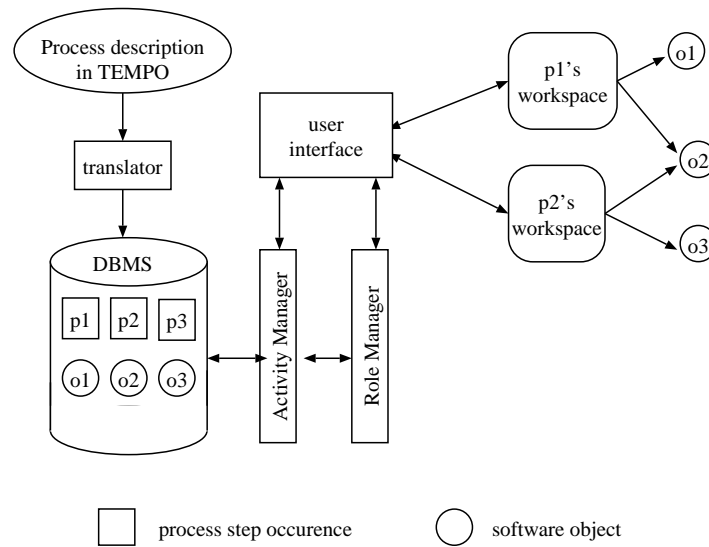 Process description
in TEMPO
translator
DBMS
p1
p2
p3
o1
o2
o3
user
interface
Activity Manager
Role Manager
p1's
workspace
p2's
workspace
o1
o2
o3
process step occurence
software object